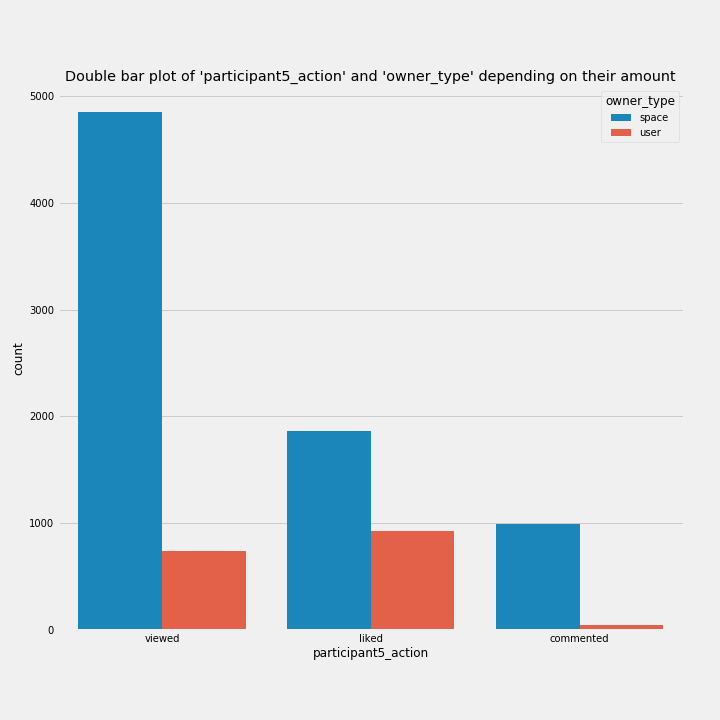 Double bar plot of 'participant5_action' and 'owner_type' depending on their amount
owner_type
space
user
5000
4000
3000
2000
1000
0
count
viewed
liked
commented
participant5_action